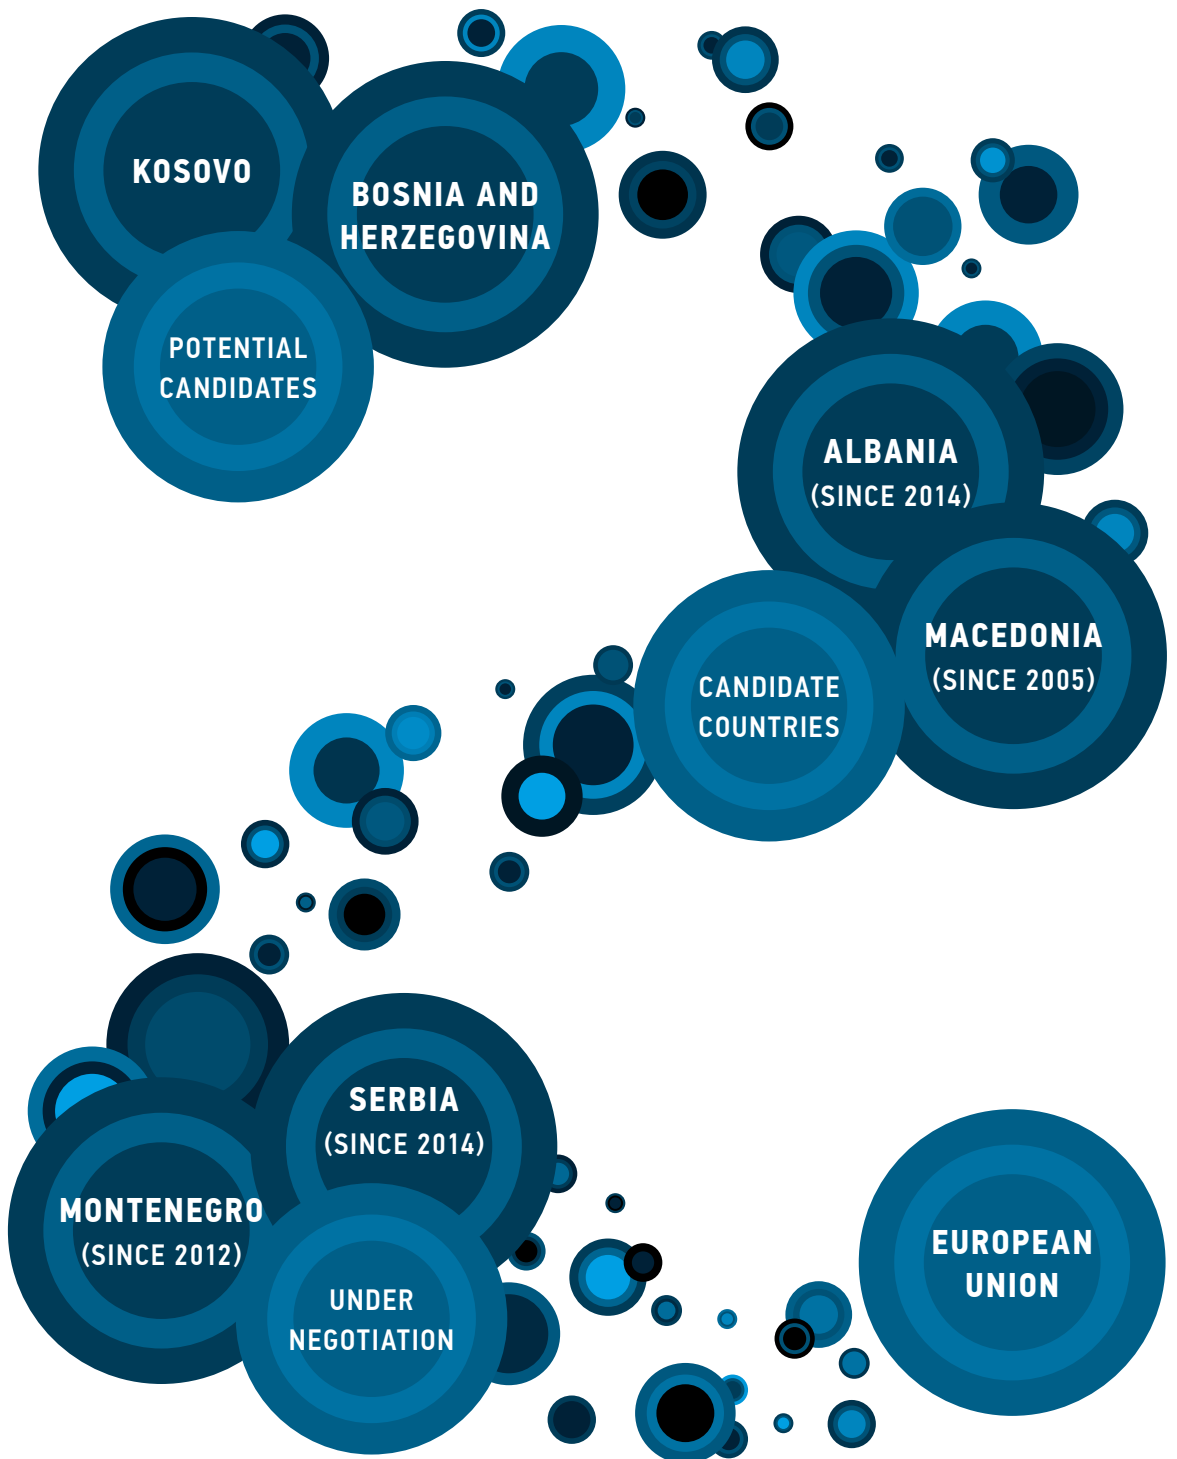 KOSOVO
BOSNIA AND
HERZEGOVINA
POTENTIAL
CANDIDATES
ALBANIA
(SINCE 2014)
MACEDONIA
(SINCE 2005)
CANDIDATE
COUNTRIES
SERBIA
(SINCE 2014)
MONTENEGRO
(SINCE 2012)
UNDER
NEGOTIATION
EUROPEAN
UNION